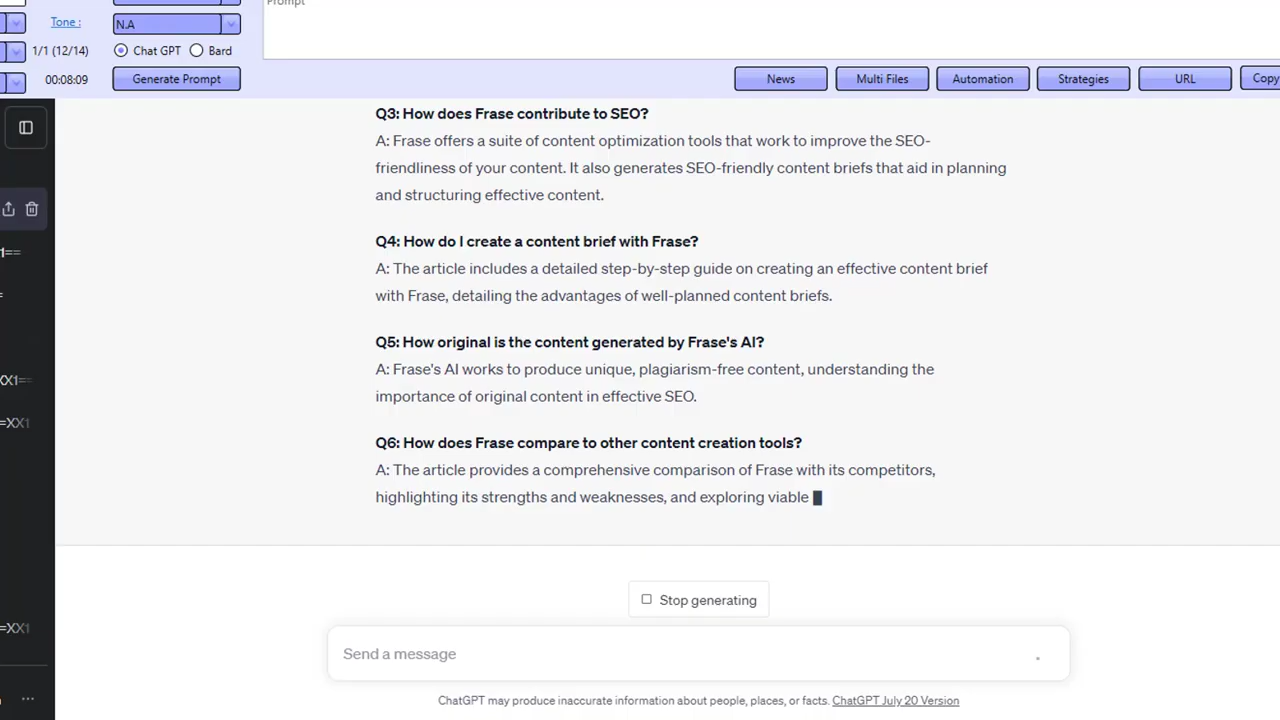 Prompt
Tone :
N.A
1/1 (12/14)
Chat GPT
Bard
00:08:09
Generate Prompt
News
Multi Files
Automation
Strategies
URL
Copy
Q3: How does Frase contribute to SEO?
A: Frase offers a suite of content optimization tools that work to improve the SEO-
friendliness of your content. It also generates SEO-friendly content briefs that aid in planning
and structuring effective content.
1==
Q4: How do I create a content brief with Frase?
A: The article includes a detailed step-by-step guide on creating an effective content brief
=
with Frase, detailing the advantages of well-planned content briefs.
Q5: How original is the content generated by Frase's AI?
A: Frase's AI works to produce unique, plagiarism-free content, understanding the
XX1==
importance of original content in effective SEO.
=XX1
Q6: How does Frase compare to other content creation tools?
A: The article provides a comprehensive comparison of Frase with its competitors,
highlighting its strengths and weaknesses, and exploring viable
Stop generating
=XX1
Send a message
ChatGPT may produce inaccurate information about people, places, or facts. ChatGPT July 20 Version